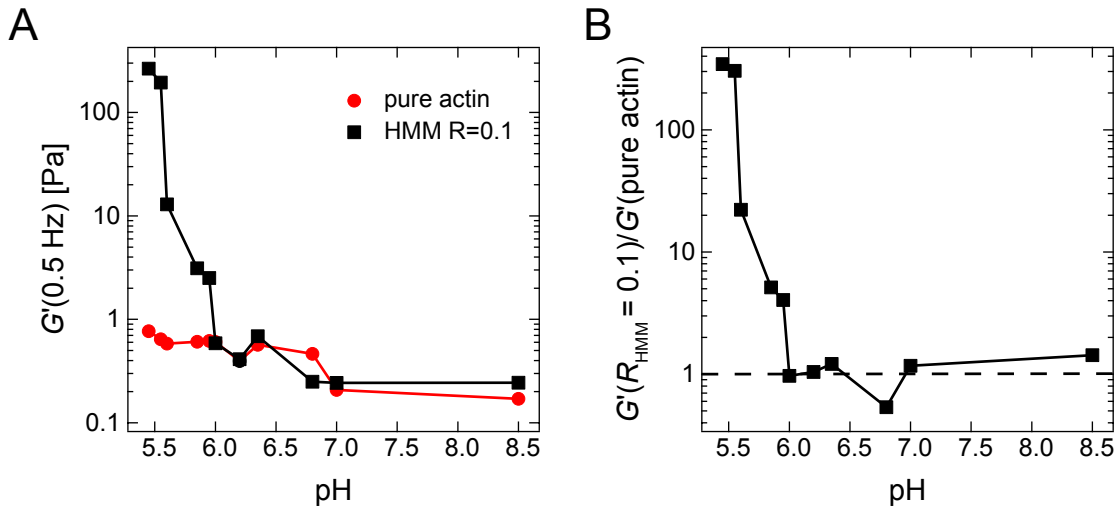 A
G'(0.5 Hz) [Pa]
100
10
1
0.1
pure actin
HMM R=0.1
5.5 6.0 6.5 7.0 7.5 8.0 8.5
pH
B
G'(R_HMM = 0.1)/G'(pure actin)
100
10
1
5.5 6.0 6.5 7.0 7.5 8.0 8.5
pH